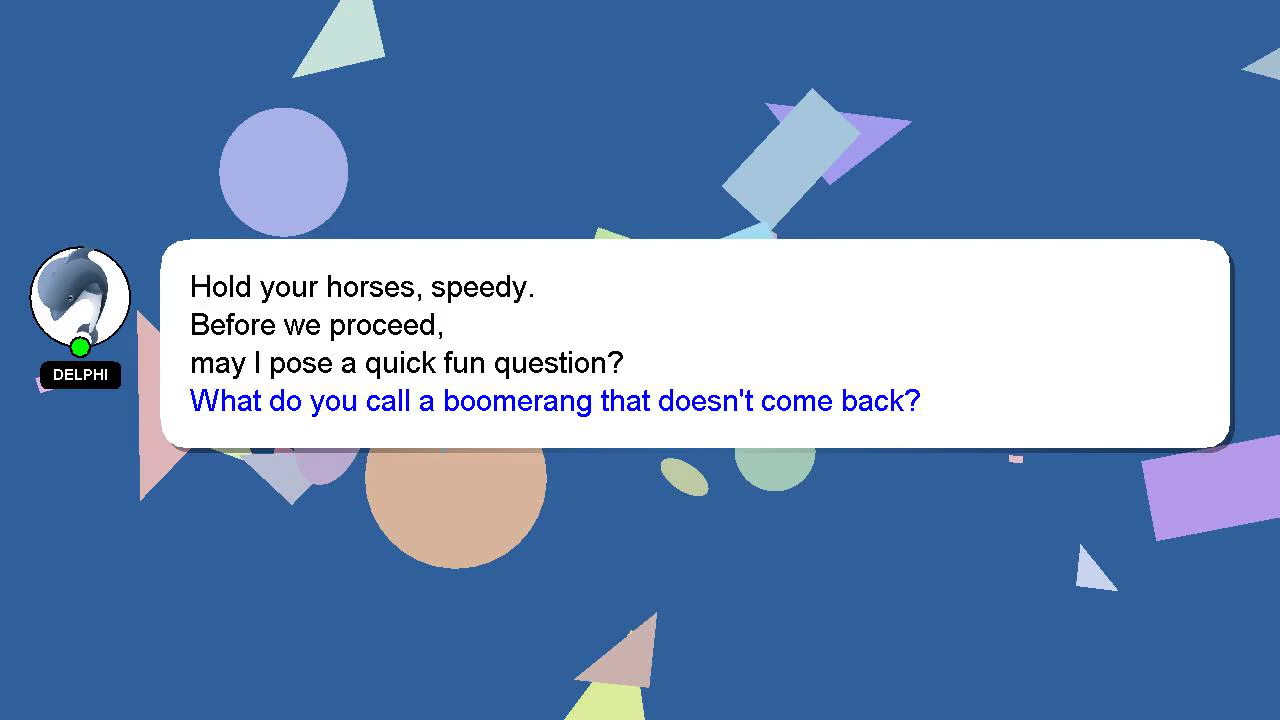 Hold your horses, speedy.
Before we proceed,
may I pose a quick fun question?
What do you call a boomerang that doesn't come back?
DELPHI